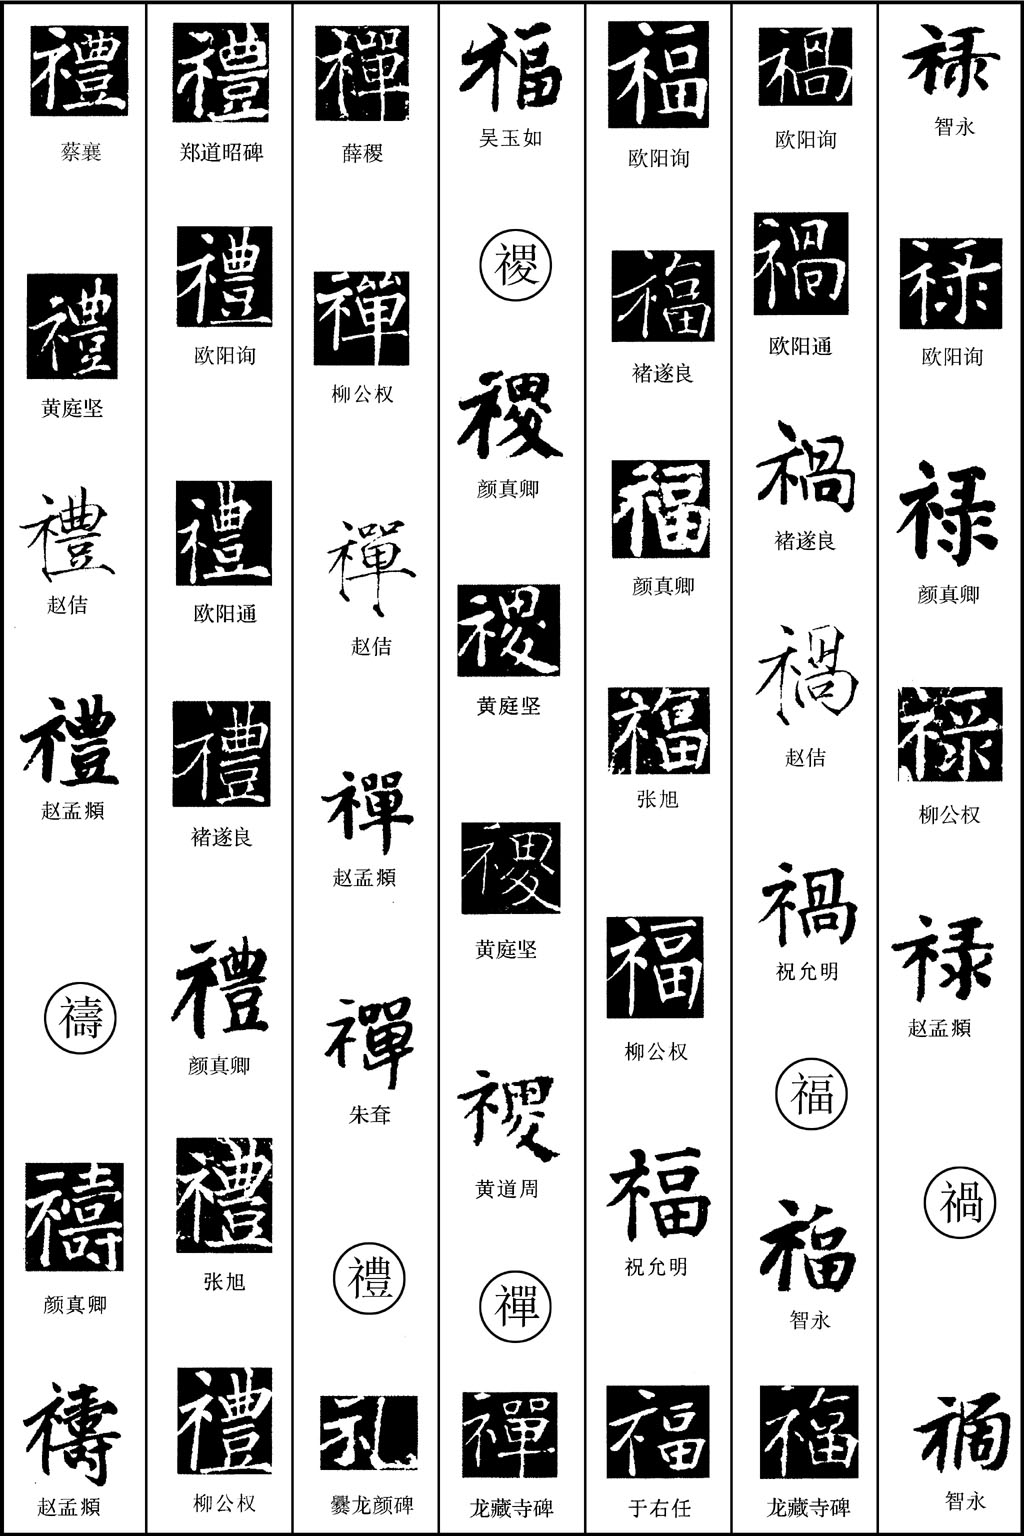 禄
智永
禄
欧阳询
禄
颜真卿
禄
柳公权
禄
赵孟頫
禍
禍
智永
禍
欧阳询
禍
欧阳通
禍
褚遂良
禍
赵佶
禍
祝允明
福
福
智永
福
龙藏寺碑
福
欧阳询
福
褚遂良
福
颜真卿
福
张旭
福
柳公权
福
祝允明
福
于右任
福
吴玉如
禝
禝
颜真卿
禝
黄庭坚
禝
黄庭坚
禝
黄道周
禪
禪
龙藏寺碑
禪
薛稷
禪
柳公权
禪
赵佶
禪
赵孟頫
禪
朱耷
禮
礼
爨龙颜碑
禮
郑道昭碑
禮
欧阳询
禮
欧阳通
禮
褚遂良
禮
颜真卿
禮
张旭
禮
柳公权
禮
蔡襄
禮
黄庭坚
禮
赵佶
禮
赵孟頫
禱
禱
颜真卿
禱
赵孟頫